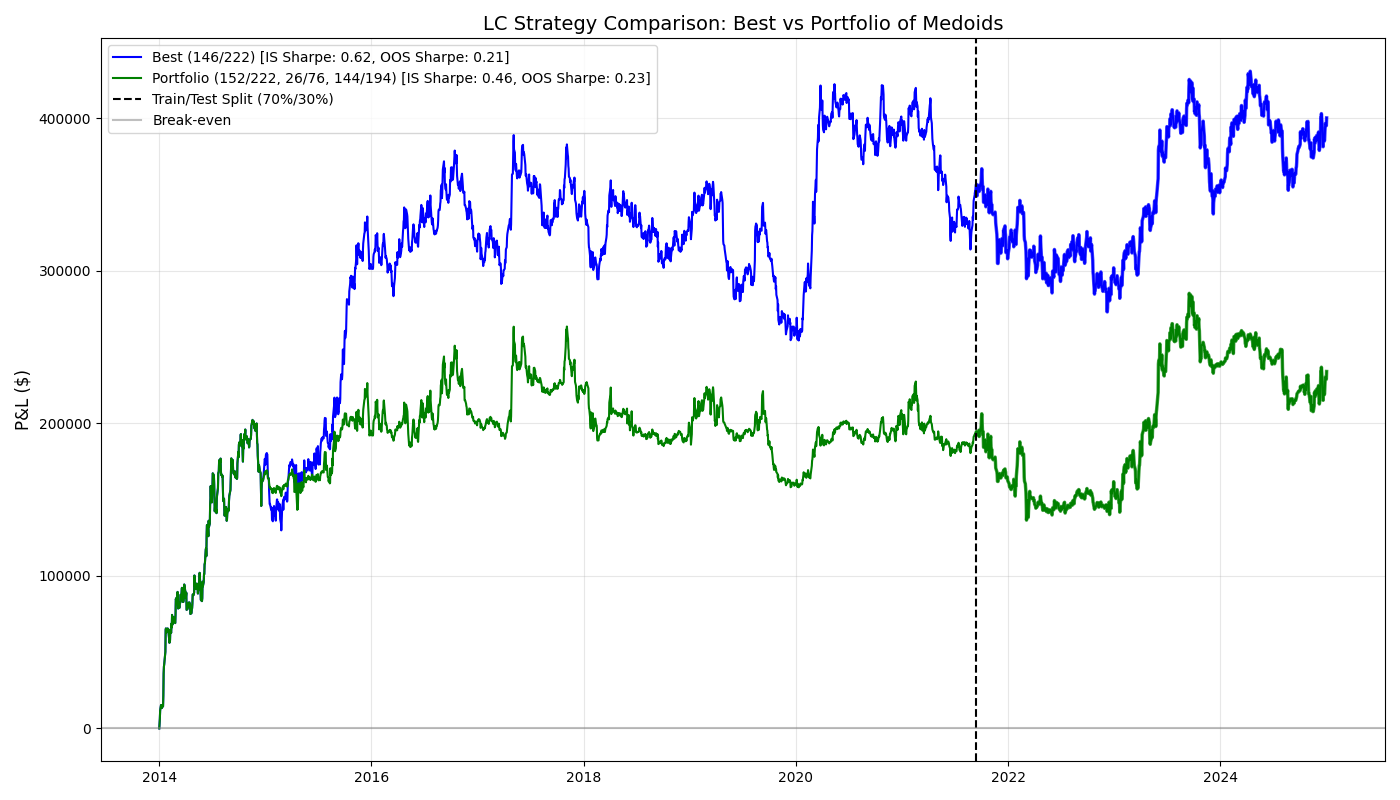 LC Strategy Comparison: Best vs Portfolio of Medoids
Best (146/222) [IS Sharpe: 0.62, OOS Sharpe: 0.21]
Portfolio (152/222, 26/76, 144/194) [IS Sharpe: 0.46, OOS Sharpe: 0.23]
Train/Test Split (70%/30%)
Break-even
P&L ($)
400000
300000
200000
100000
0
2014
2016
2018
2020
2022
2024